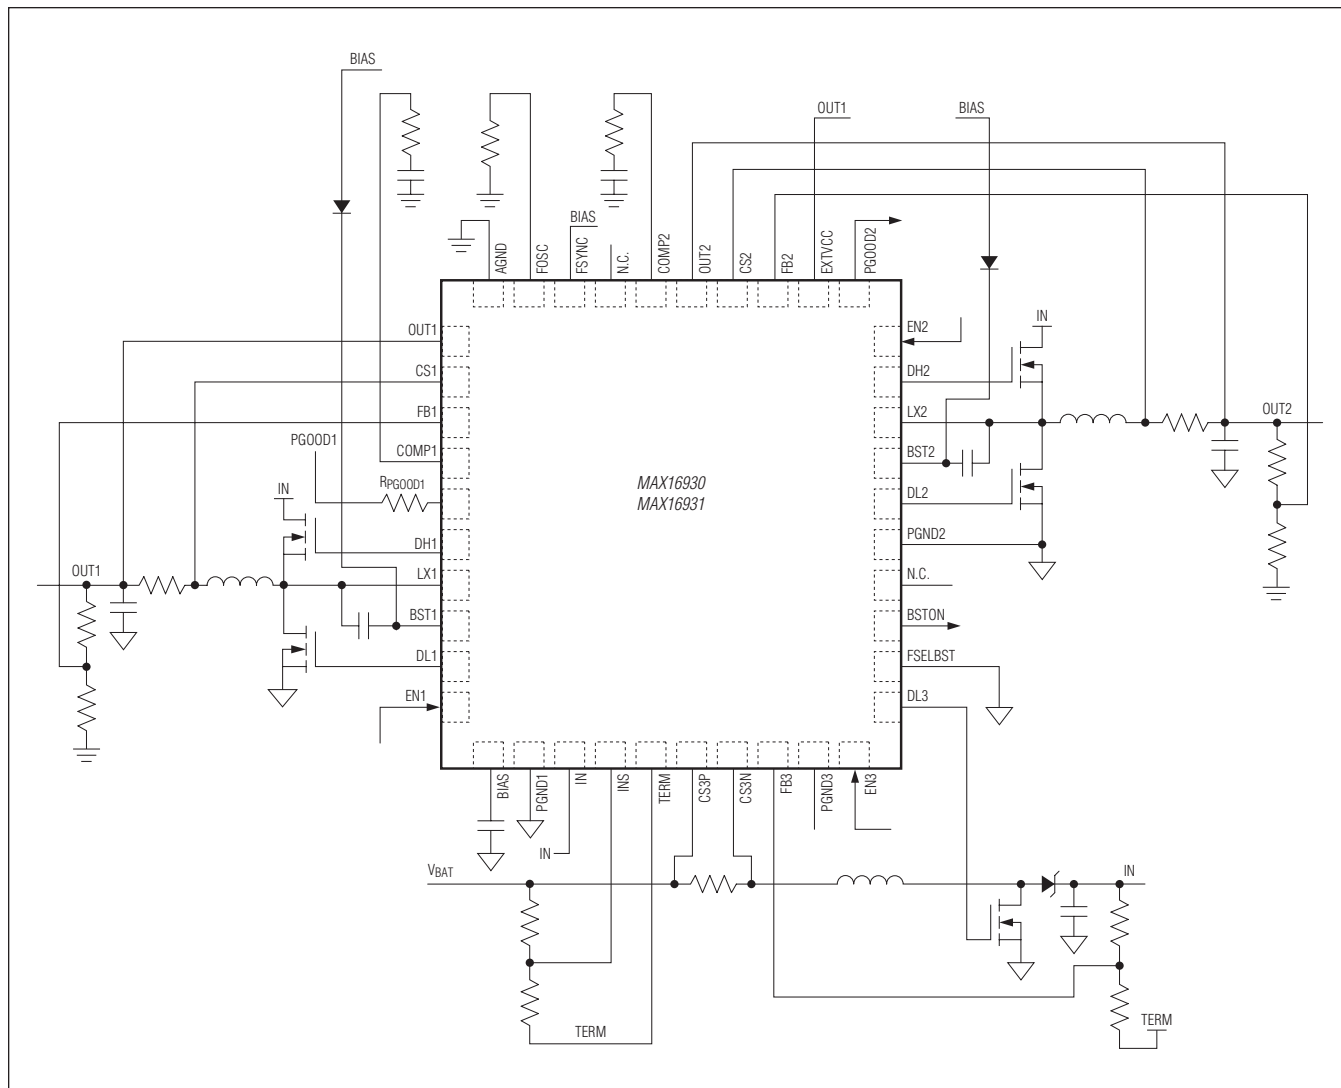 BIAS
OUT1
BIAS
BIAS
AGND
FOSC
FSYNC
N.C.
COMP2
OUT2
CS2
FB2
EXTVCC
PGOOD2
OUT1
CS1
FB1
COMP1
PGOOD1
RPGOOD1
IN
DH1
OUT1
LX1
BST1
DL1
EN1
MAX16930
MAX16931
EN2
IN
DH2
LX2
OUT2
BST2
DL2
PGND2
N.C.
BSTON
FSELBST
DL3
BIAS
PGND1
IN
INS
TERM
CS3P
CS3N
FB3
PGND3
EN3
IN
VBAT
IN
TERM
TERM